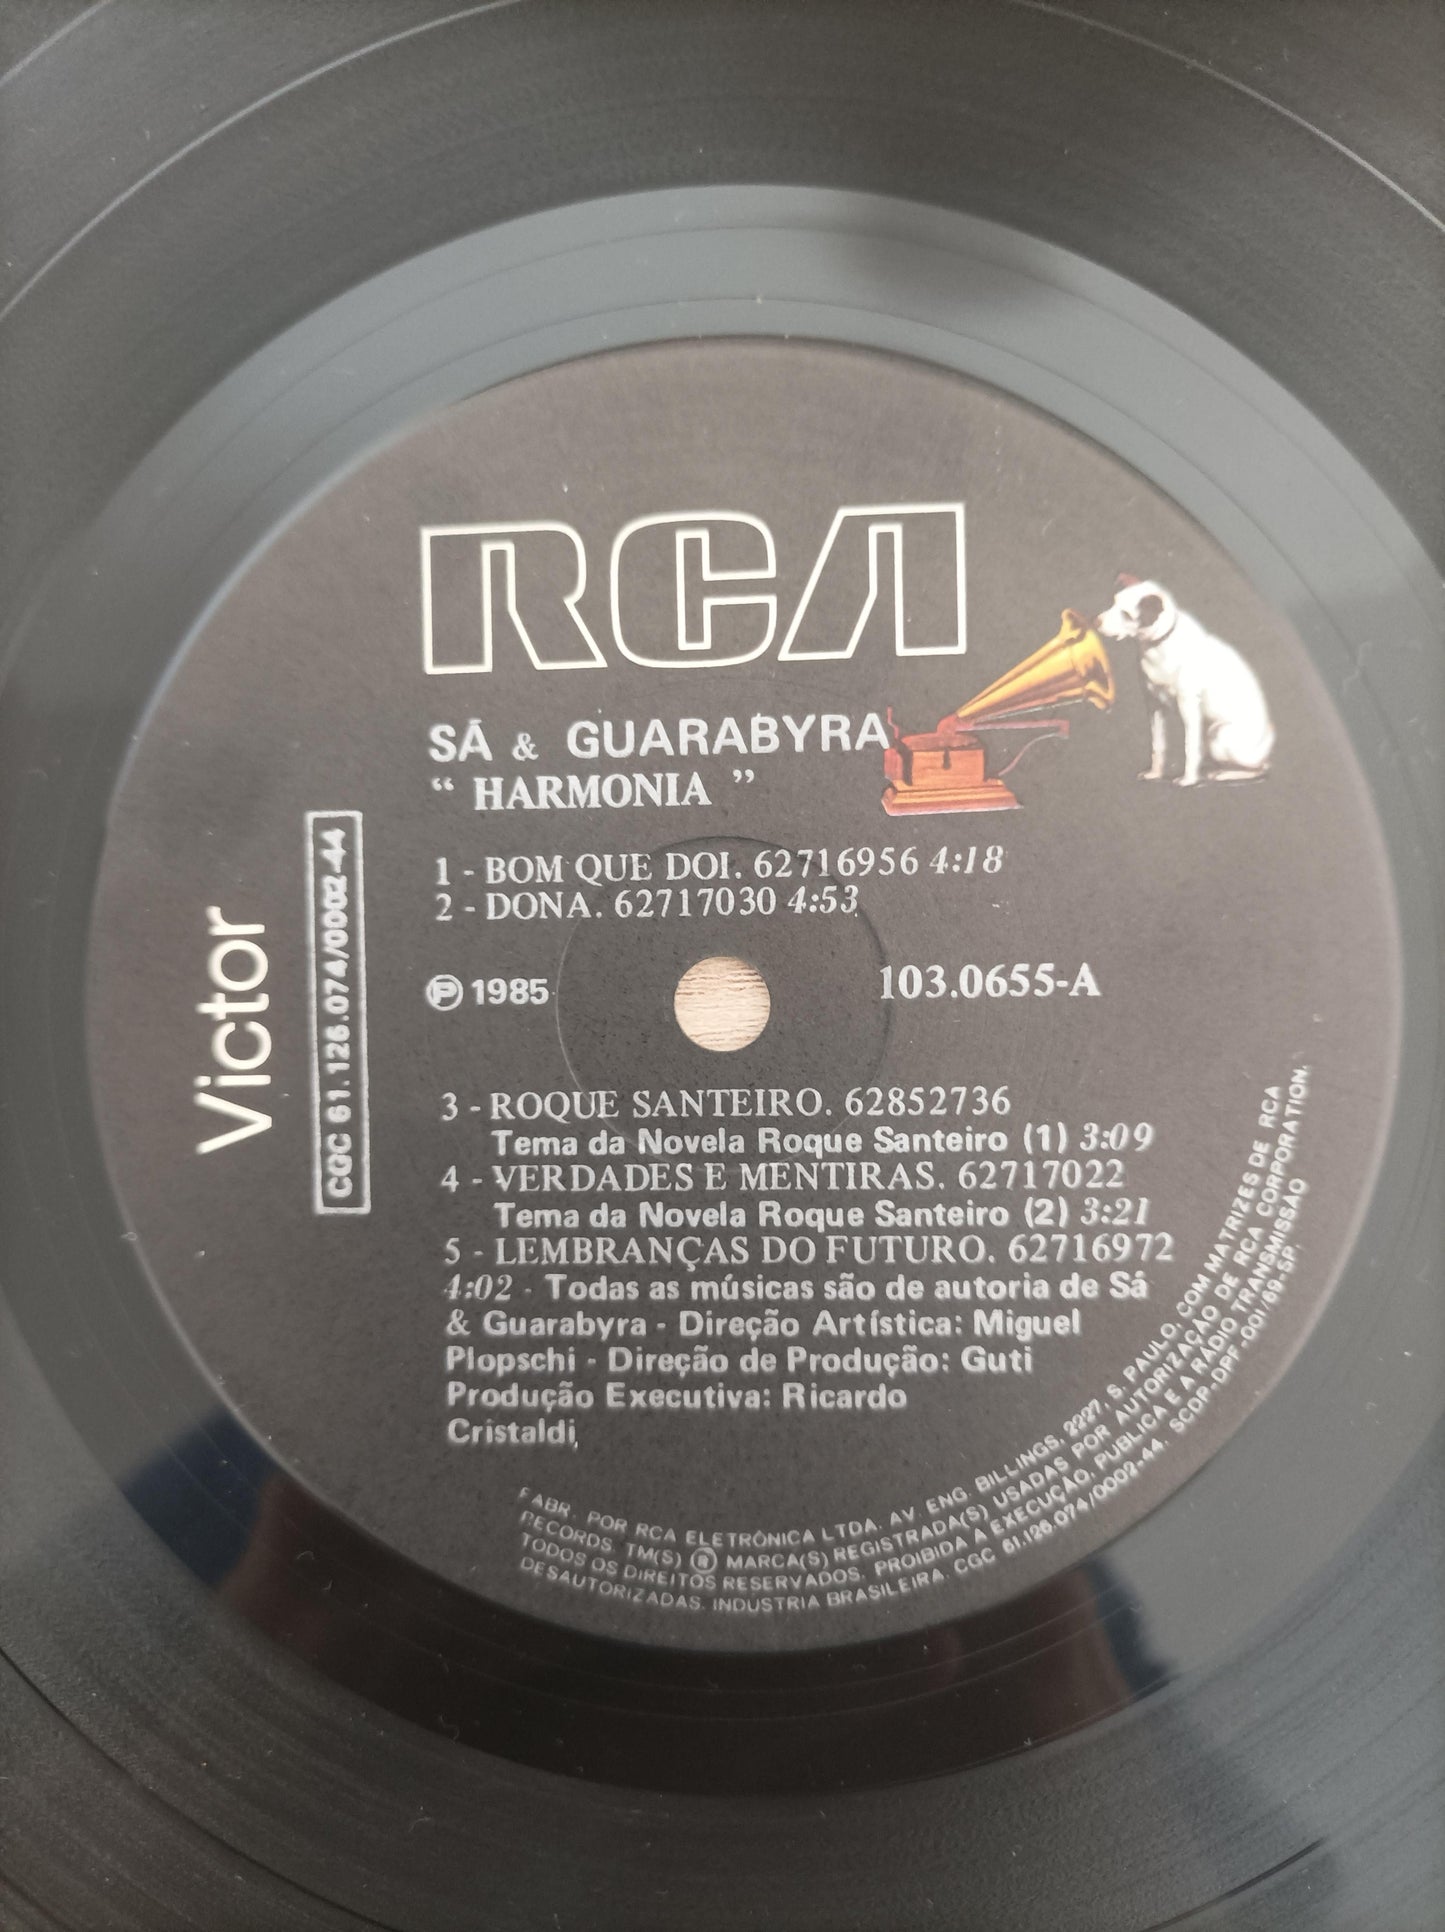 RCA
SÁ & GUARABYRA
“ HARMONIA ”
1 - BOM QUE DOI. 62716956 4:18
2 - DONA. 62717030 4:53
Ⓟ 1985
103.0655-A
Victor
CGC 61.126.074/0002-44
3 - ROQUE SANTEIRO. 62852736
Tema da Novela Roque Santeiro (1) 3:09
4 - VERDADES E MENTIRAS. 62717022
Tema da Novela Roque Santeiro (2) 3:21
5 - LEMBRANÇAS DO FUTURO. 62716972
4:02 - Todas as músicas são de autoria de Sá
& Guarabyra - Direção Artística: Miguel
Plopschi - Direção de Produção: Guti
Produção Executiva: Ricardo
Cristaldi.
FABR. POR RCA ELETRÔNICA LTDA. AV. ENG. BILLINGS, 2227, S. PAULO, COM MATRIZES DE RCA
RECORDS. TM(S) ® MARCA(S) REGISTRADA(S) USADAS POR AUTORIZAÇÃO DE RCA CORPORATION.
TODOS OS DIREITOS RESERVADOS. PROIBIDA A EXECUÇÃO, PUBLICA E A RÁDIO TRANSMISSÃO
DESAUTORIZADAS. INDÚSTRIA BRASILEIRA. CGC 61.126.074/0002-44. SCDP-DPF-001/69-SP.